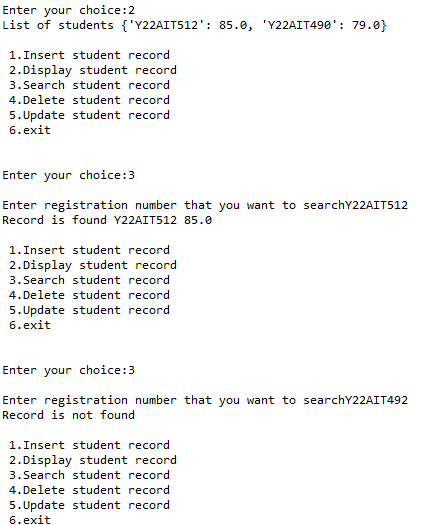 Enter your choice:2
List of students {'Y22AIT512': 85.0, 'Y22AIT490': 79.0}
1.Insert student record
2.Display student record
3.Search student record
4.Delete student record
5.Update student record
6.exit
Enter your choice:3
Enter registration number that you want to searchY22AIT512
Record is found Y22AIT512 85.0
1.Insert student record
2.Display student record
3.Search student record
4.Delete student record
5.Update student record
6.exit
Enter your choice:3
Enter registration number that you want to searchY22AIT492
Record is not found
1.Insert student record
2.Display student record
3.Search student record
4.Delete student record
5.Update student record
6.exit